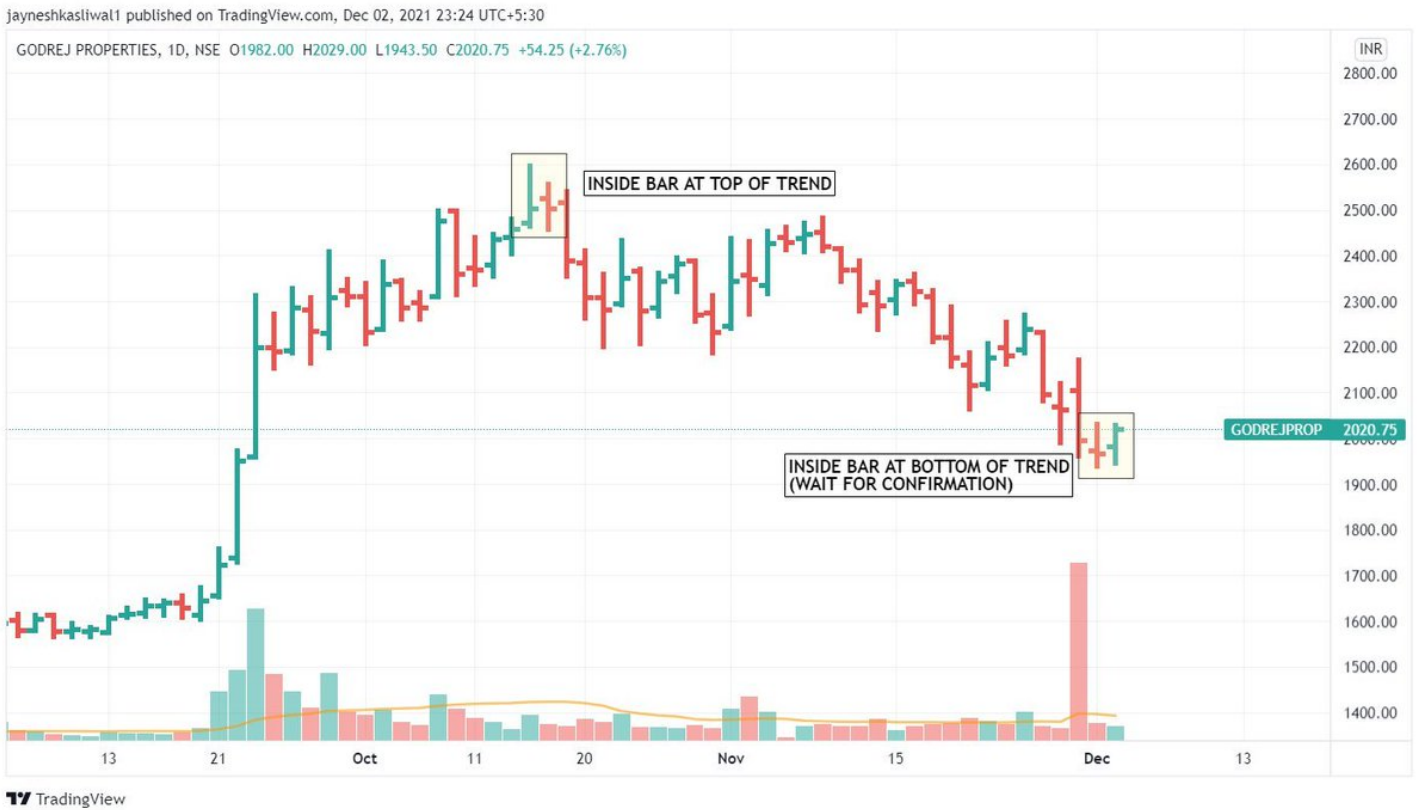 jayneshkasliwal1 published on TradingView.com, Dec 02, 2021 23:24 UTC+5:30
GODREJ PROPERTIES, 1D, NSE O1982.00 H2029.00 L1943.50 C2020.75 +54.25 (+2.76%)
INR
2800.00
2700.00
2600.00
INSIDE BAR AT TOP OF TREND
2500.00
2400.00
2300.00
2200.00
2100.00
GODREJPROP 2020.75
2000.00
INSIDE BAR AT BOTTOM OF TREND
(WAIT FOR CONFIRMATION)
1900.00
1800.00
1700.00
1600.00
1500.00
1400.00
13 21 Oct 11 20 Nov 15 Dec 13
TradingView